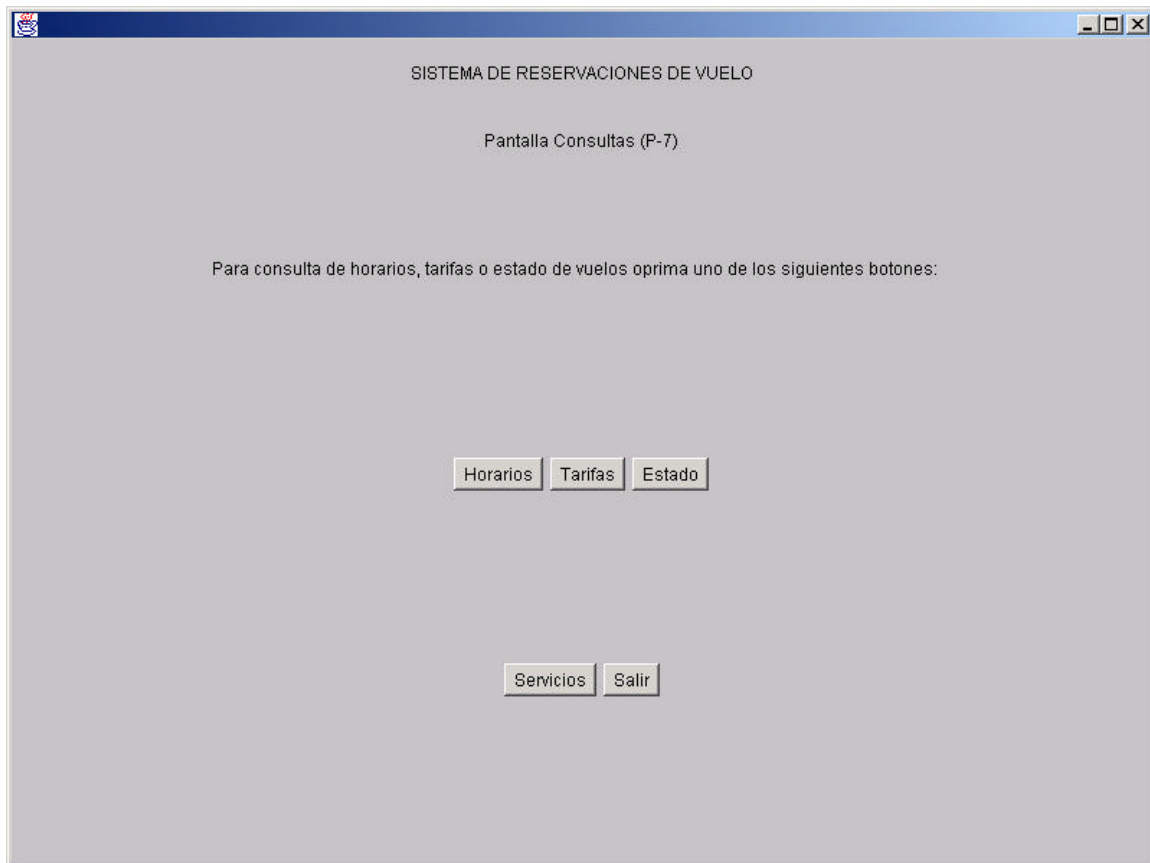 SISTEMA DE RESERVACIONES DE VUELO
Pantalla Consultas (P-7)
Para consulta de horarios, tarifas o estado de vuelos oprima uno de los siguientes botones:
Horarios Tarifas Estado
Servicios Salir